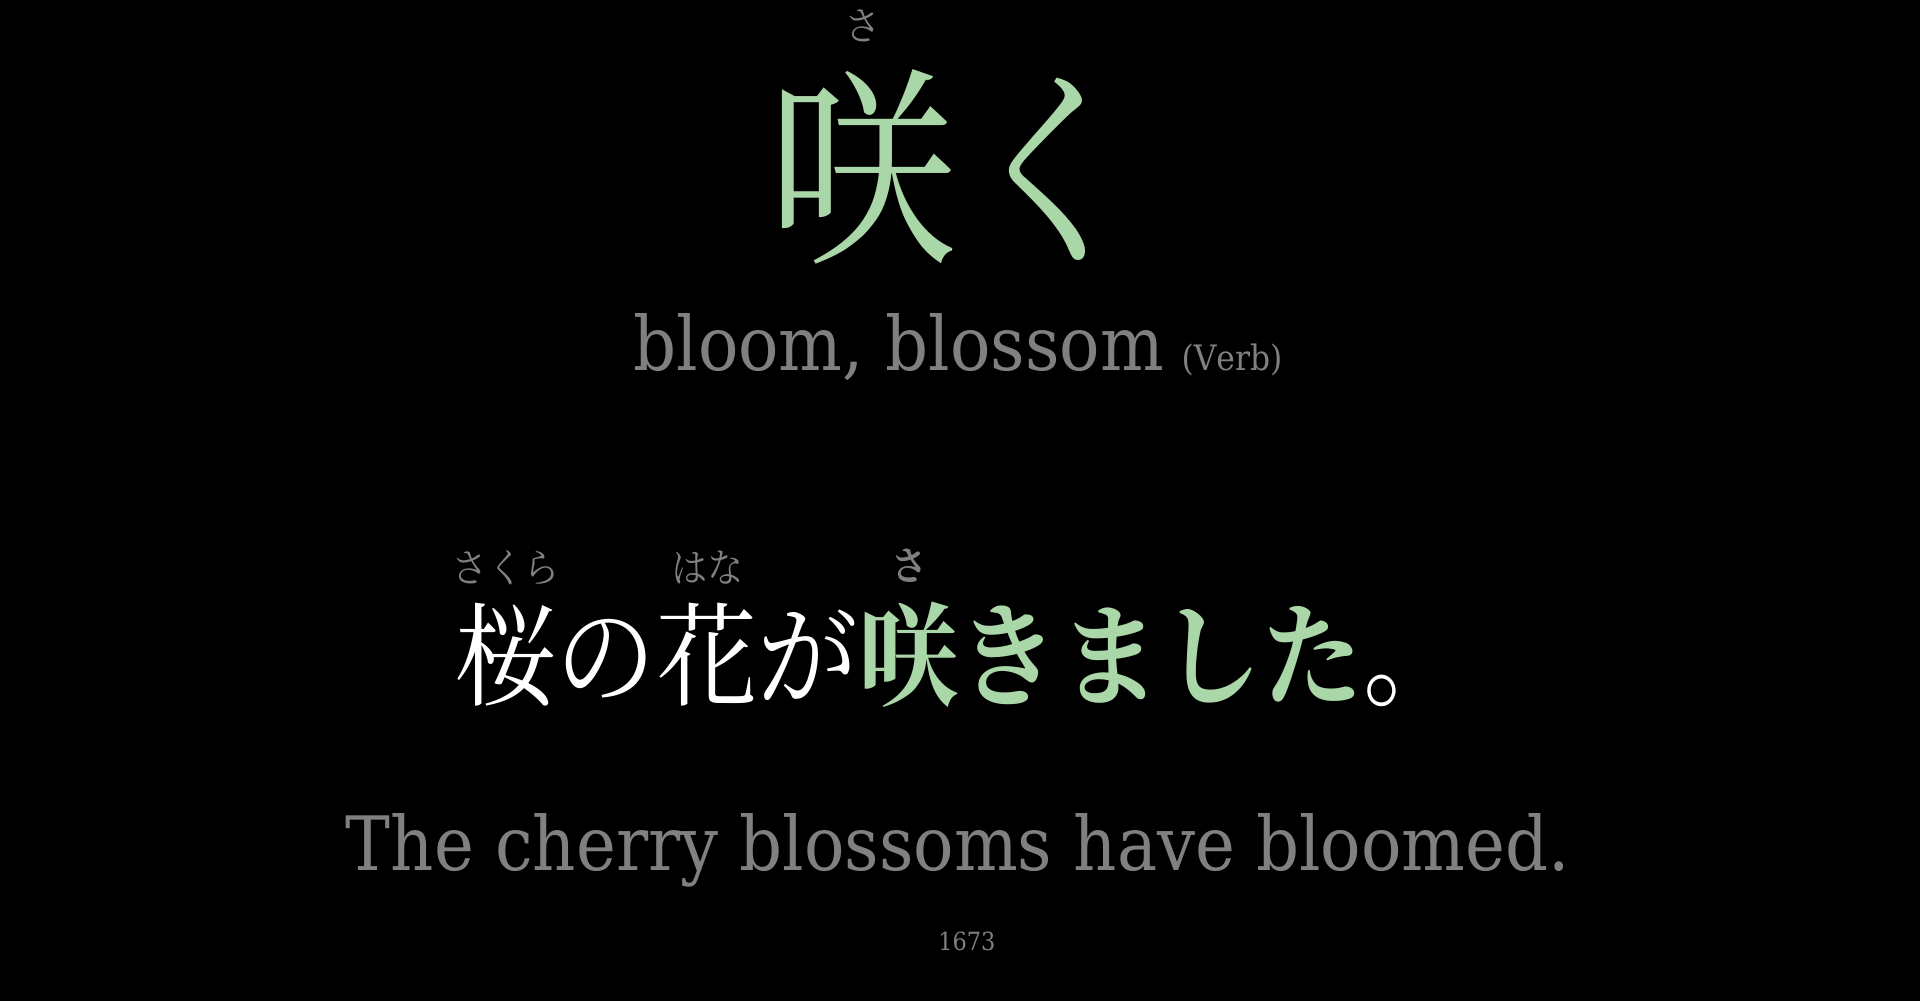 さ
咲く
bloom, blossom (Verb)
さくら はな さ
桜の花が咲きました。
The cherry blossoms have bloomed.
1673